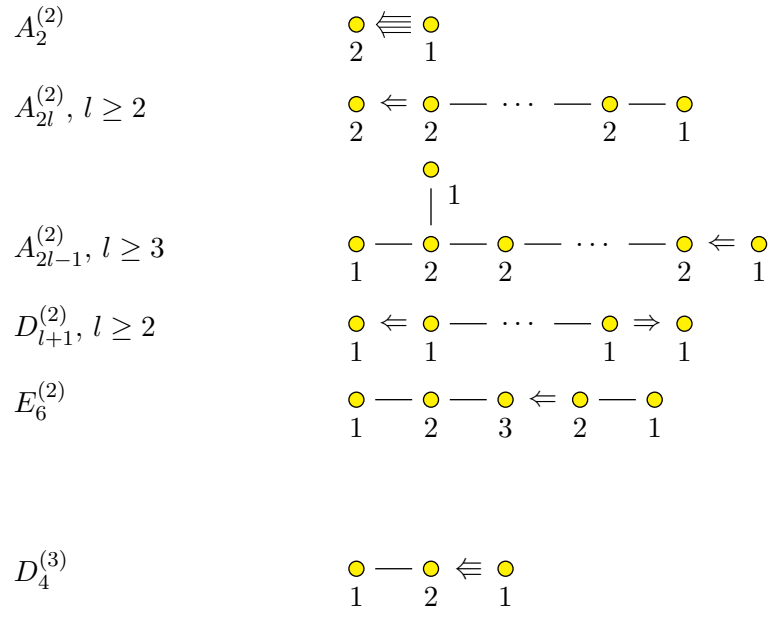 A_2^{(2)}
2 1
A_{2l}^{(2)}, l ≥ 2
···
2 2 2 1
1
A_{2l-1}^{(2)}, l ≥ 3
···
1 2 2 2 1
D_{l+1}^{(2)}, l ≥ 2
···
1 1 1 1
E_6^{(2)}
1 2 3 2 1
D_4^{(3)}
1 2 1